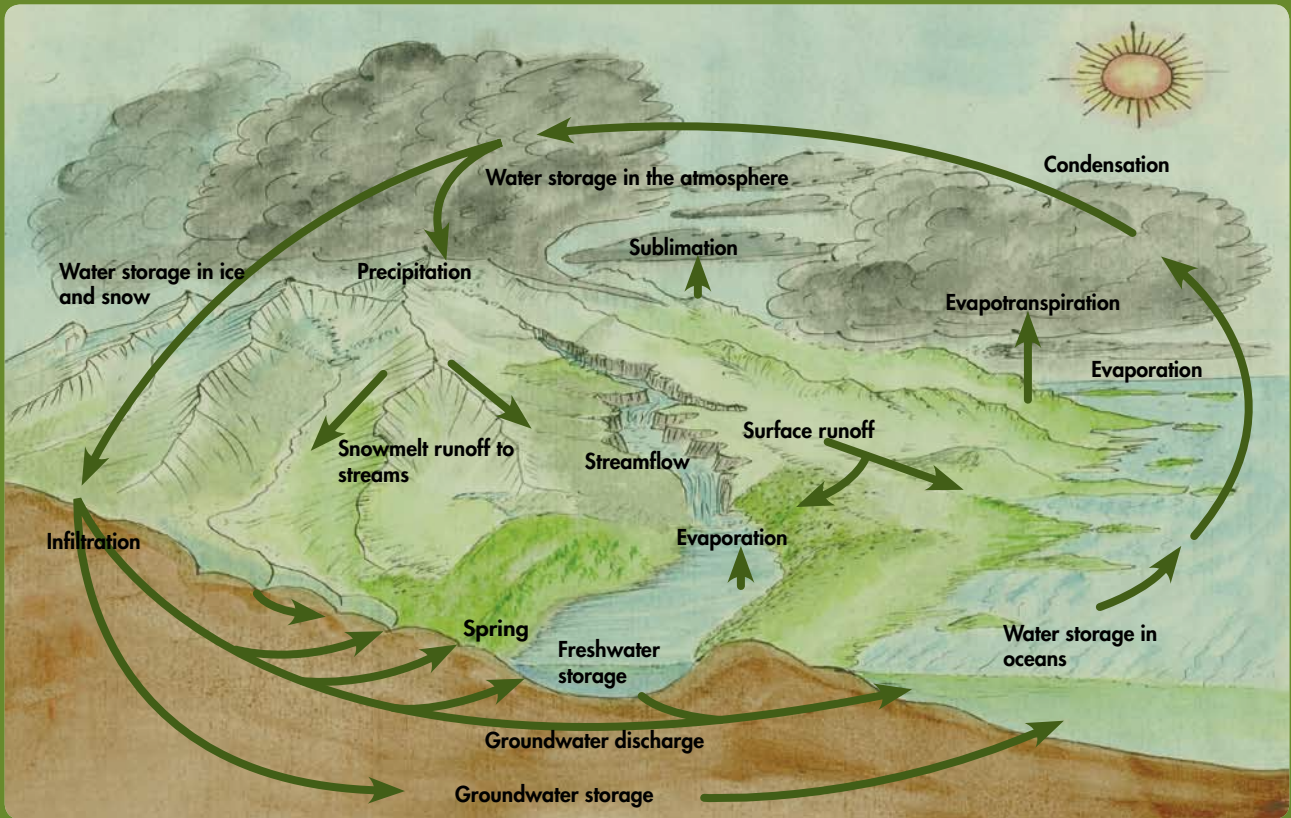 Condensation
Water storage in the atmosphere
Sublimation
Water storage in ice
and snow
Precipitation
Evapotranspiration
Evaporation
Surface runoff
Snowmelt runoff to
streams
Streamflow
Infiltration
Evaporation
Spring
Water storage in
oceans
Freshwater
storage
Groundwater discharge
Groundwater storage